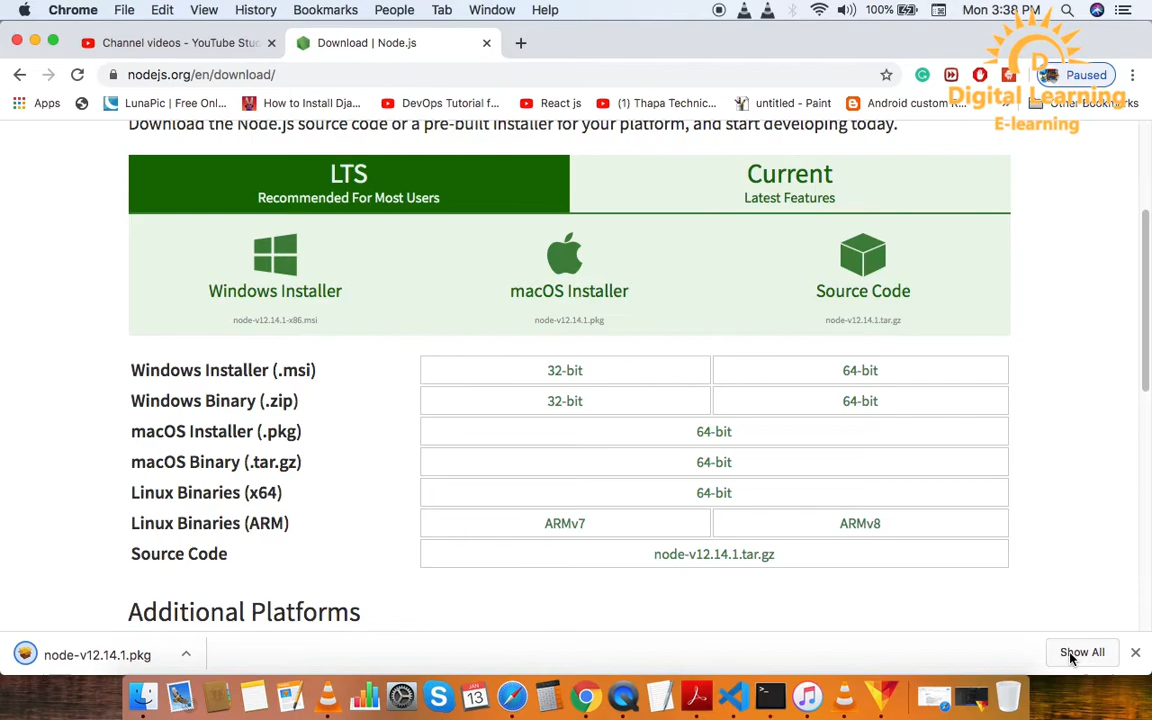 Chrome File Edit View History Bookmarks People Tab Window Help 100% Mon 3:38 PM
Channel videos - YouTube Stu Download | Node.js
nodejs.org/en/download/ Paused
Apps LunaPic | Free Onl... How to Install Dja... DevOps Tutorial f... React js (1) Thapa Technic... untitled - Paint Android custom R... Other Bookmarks
D
Digital Learning
E-learning
Download the Node.js source code or a pre-built installer for your platform, and start developing today.
LTS Current
Recommended For Most Users Latest Features
Windows Installer macOS Installer Source Code
node-v12.14.1-x86.msi node-v12.14.1.pkg node-v12.14.1.tar.gz
Windows Installer (.msi) 32-bit 64-bit
Windows Binary (.zip) 32-bit 64-bit
macOS Installer (.pkg) 64-bit
macOS Binary (.tar.gz) 64-bit
Linux Binaries (x64) 64-bit
Linux Binaries (ARM) ARMv7 ARMv8
Source Code node-v12.14.1.tar.gz
Additional Platforms
node-v12.14.1.pkg Show All
JAN
13